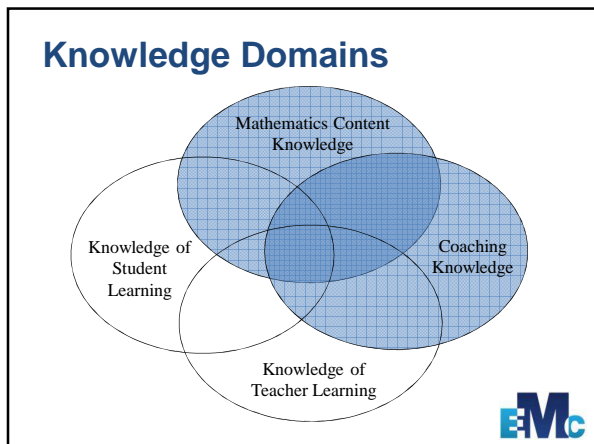 Knowledge Domains
Mathematics Content
Knowledge
Knowledge of
Student
Learning
Coaching
Knowledge
Knowledge of
Teacher Learning
EMC